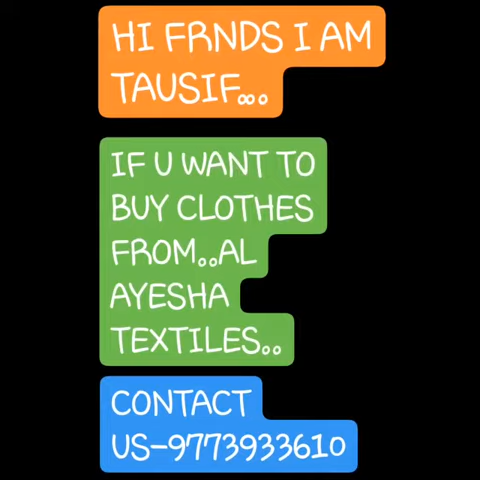 HI FRNDS I AM
TAUSIF...
IF U WANT TO
BUY CLOTHES
FROM..AL
AYESHA
TEXTILES..
CONTACT
US-9773933610